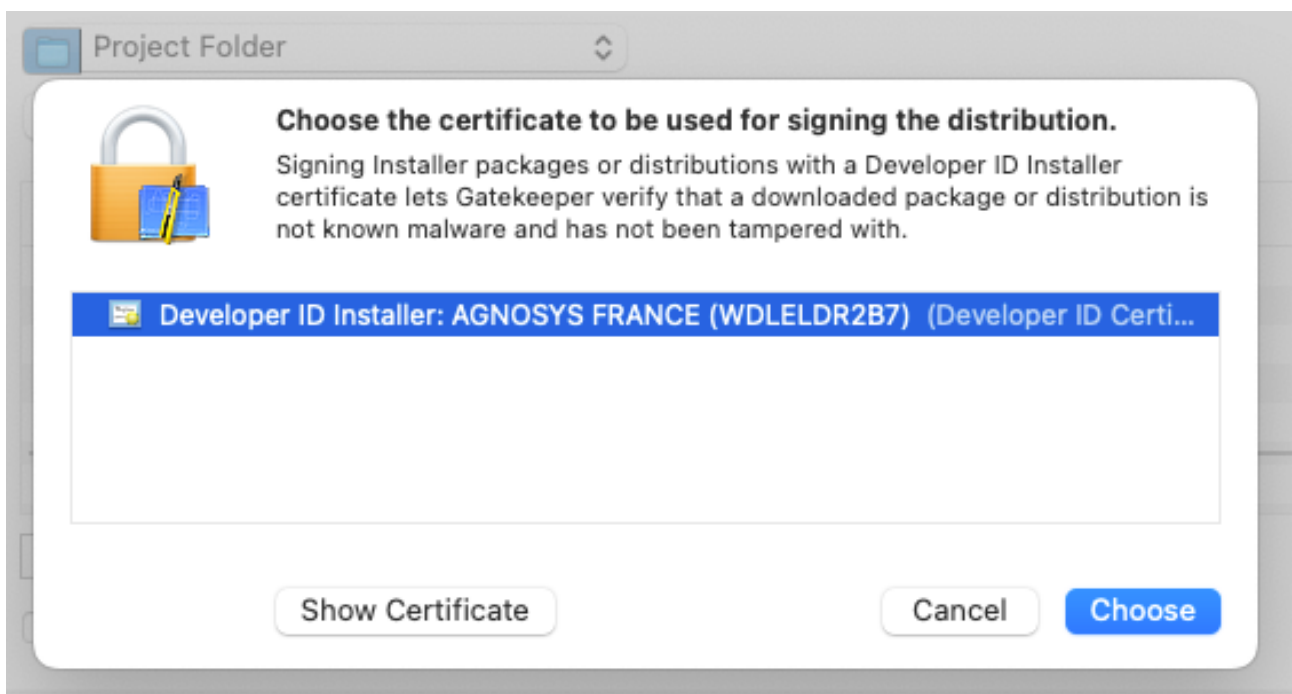 Project Folder
Choose the certificate to be used for signing the distribution.
Signing Installer packages or distributions with a Developer ID Installer
certificate lets Gatekeeper verify that a downloaded package or distribution is
not known malware and has not been tampered with.
Developer ID Installer: AGNOSYS FRANCE (WDLELDR2B7) (Developer ID Certi...
Show Certificate
Cancel
Choose